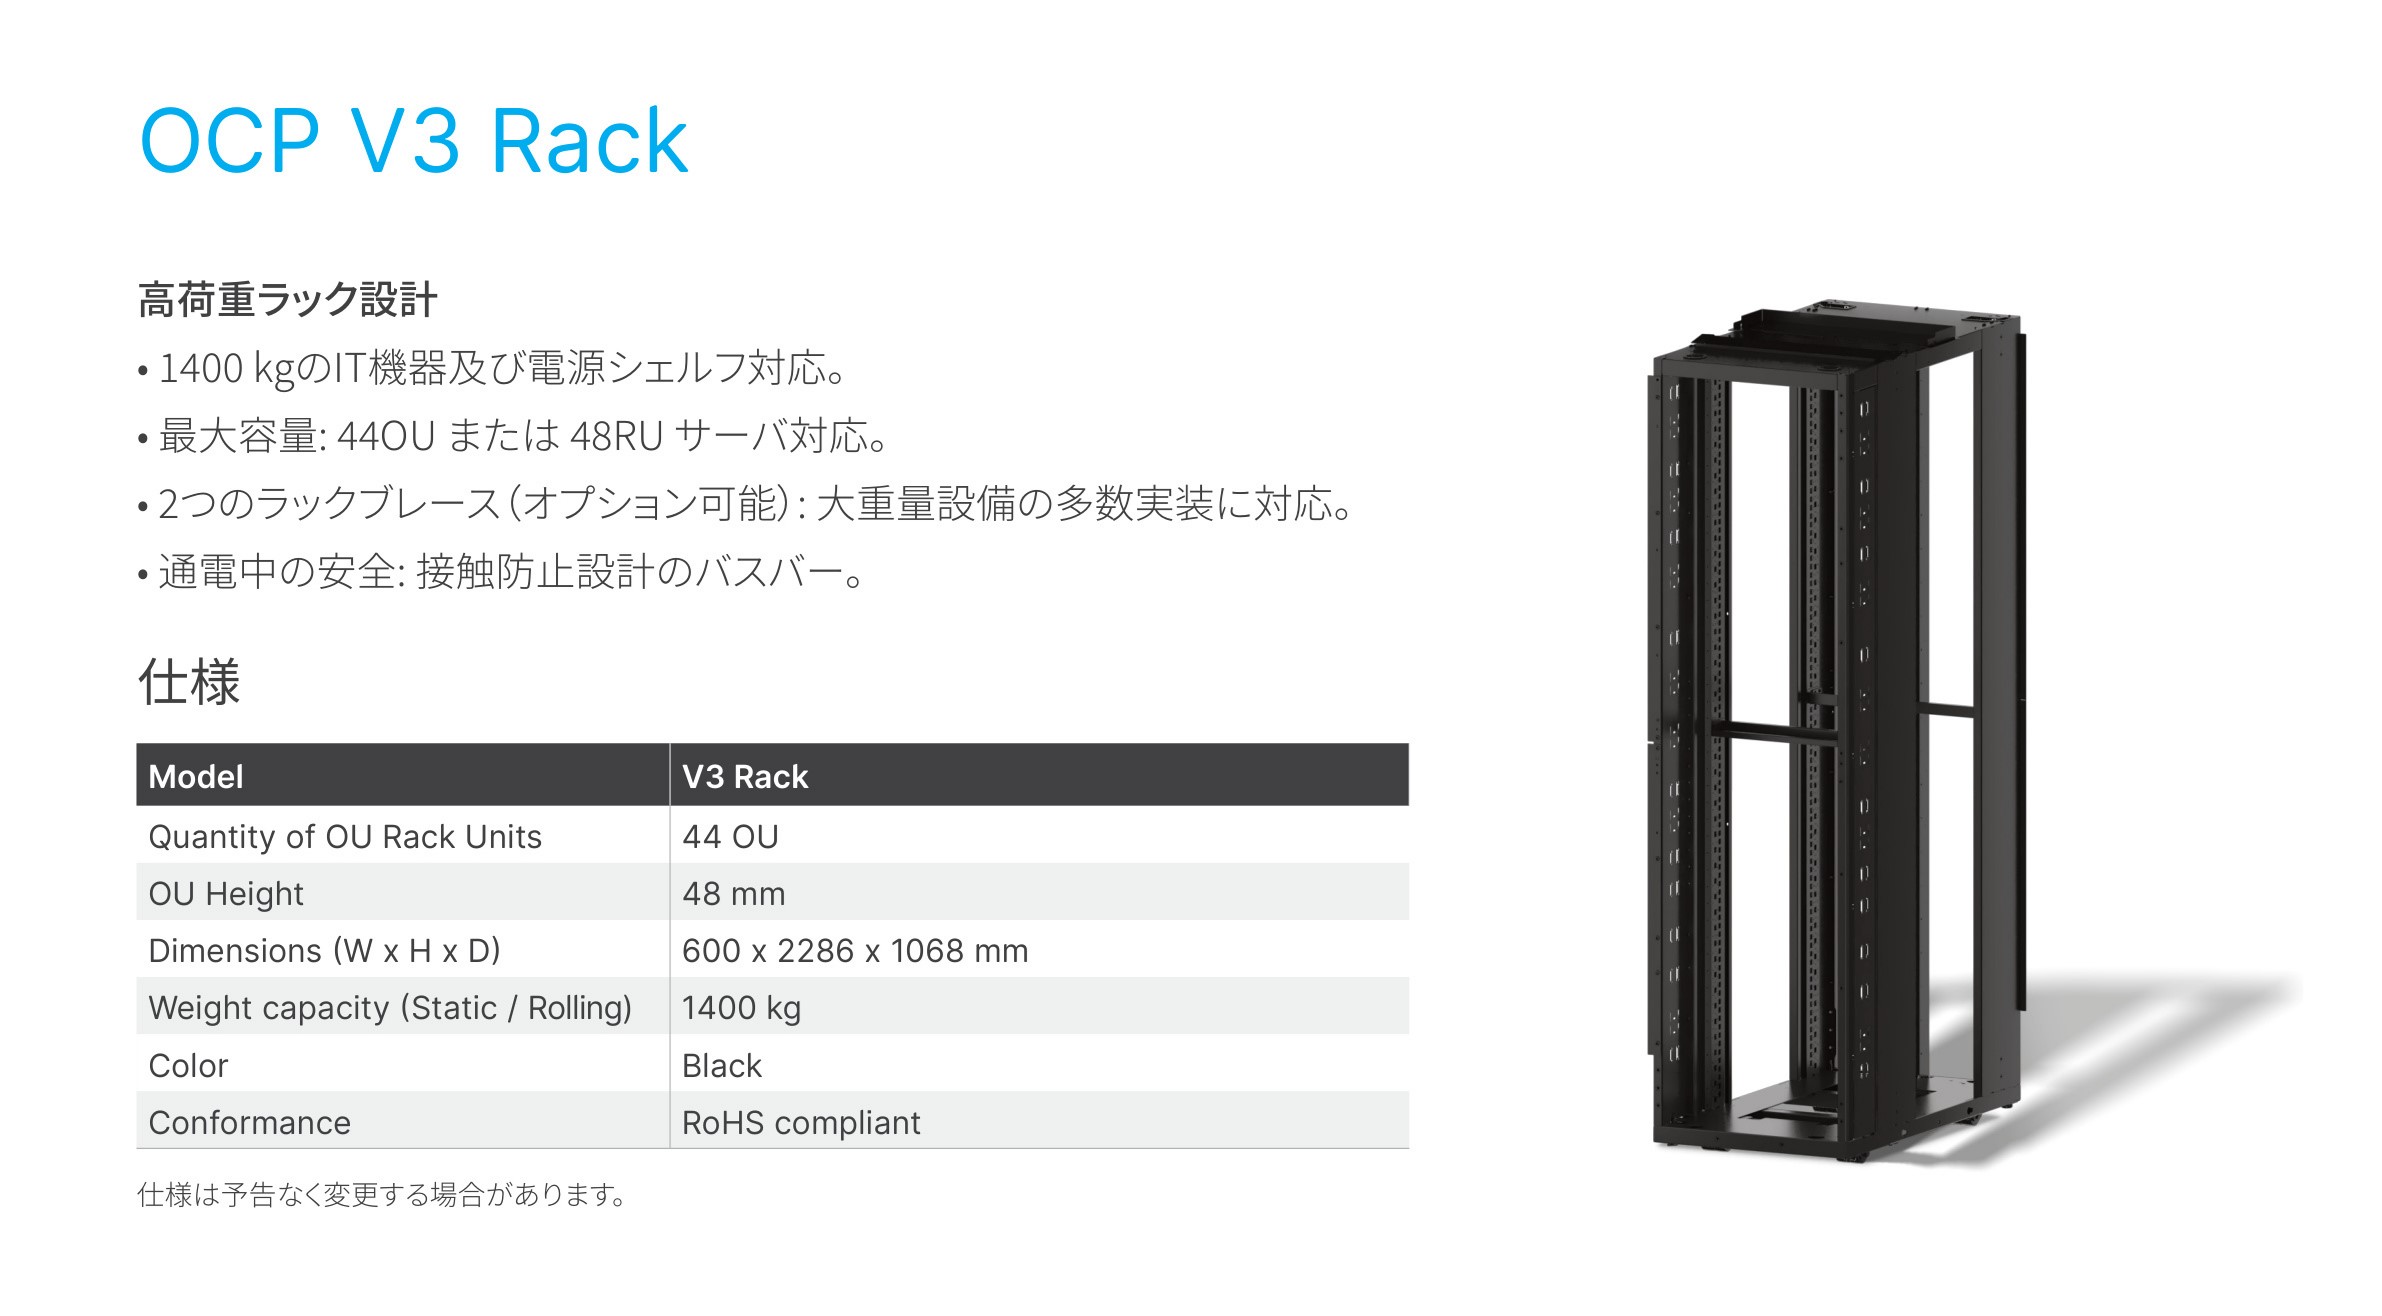 OCP V3 Rack
高荷重ラック設計
• 1400 kgのIT機器及び電源シェルフ対応。
• 最大容量: 44OU または 48RU サーバ対応。
• 2つのラックブレース（オプション可能）: 大重量設備の多数実装に対応。
• 通電中の安全: 接触防止設計のバスバー。
仕様
Model V3 Rack
Quantity of OU Rack Units 44 OU
OU Height 48 mm
Dimensions (W x H x D) 600 x 2286 x 1068 mm
Weight capacity (Static / Rolling) 1400 kg
Color Black
Conformance RoHS compliant
仕様は予告なく変更する場合があります。